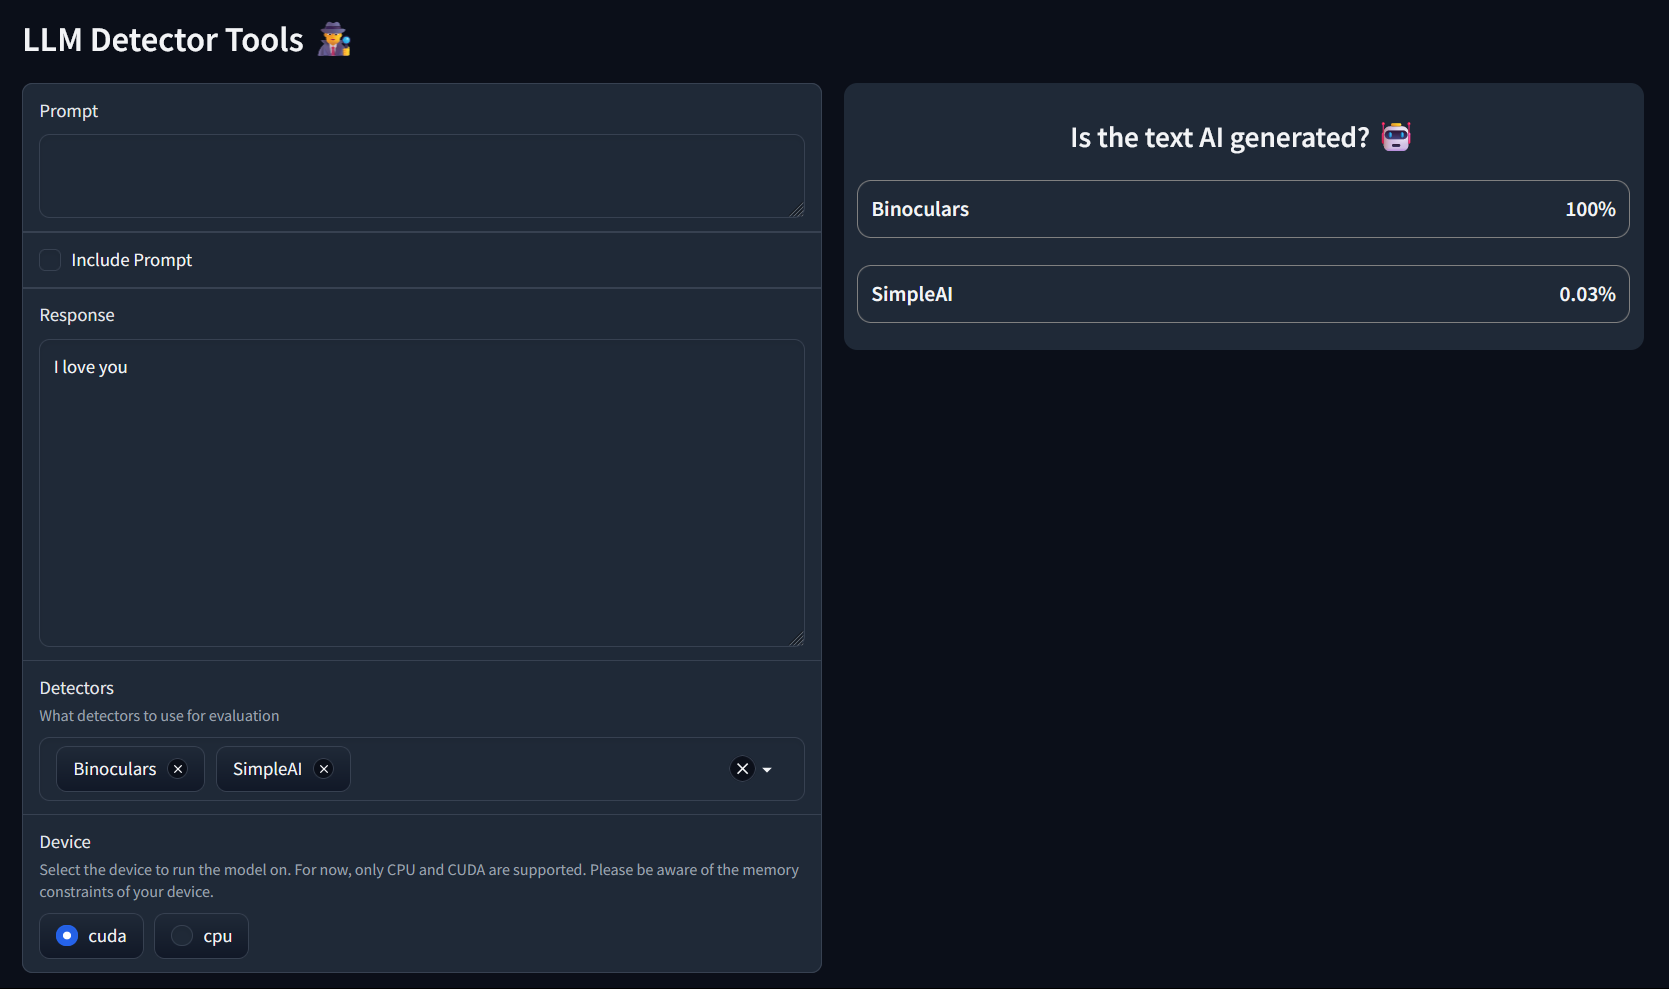 LLM Detector Tools
Prompt
Include Prompt
Response
I love you
Detectors
What detectors to use for evaluation
Binoculars
SimpleAI
Device
Select the device to run the model on. For now, only CPU and CUDA are supported. Please be aware of the memory
constraints of your device.
cuda
cpu
Is the text AI generated?
Binoculars 100%
SimpleAI 0.03%